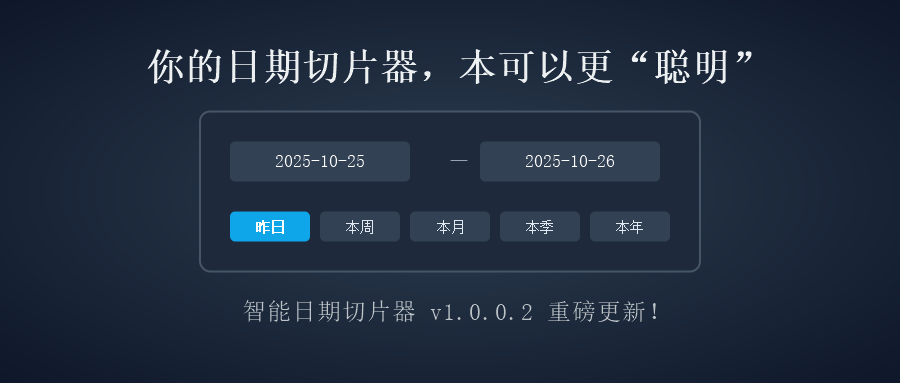 你的日期切片器，本可以更“聪明”
2025-10-25 — 2025-10-26
昨日 本周 本月 本季 本年
智能日期切片器 v1.0.0.2 重磅更新！